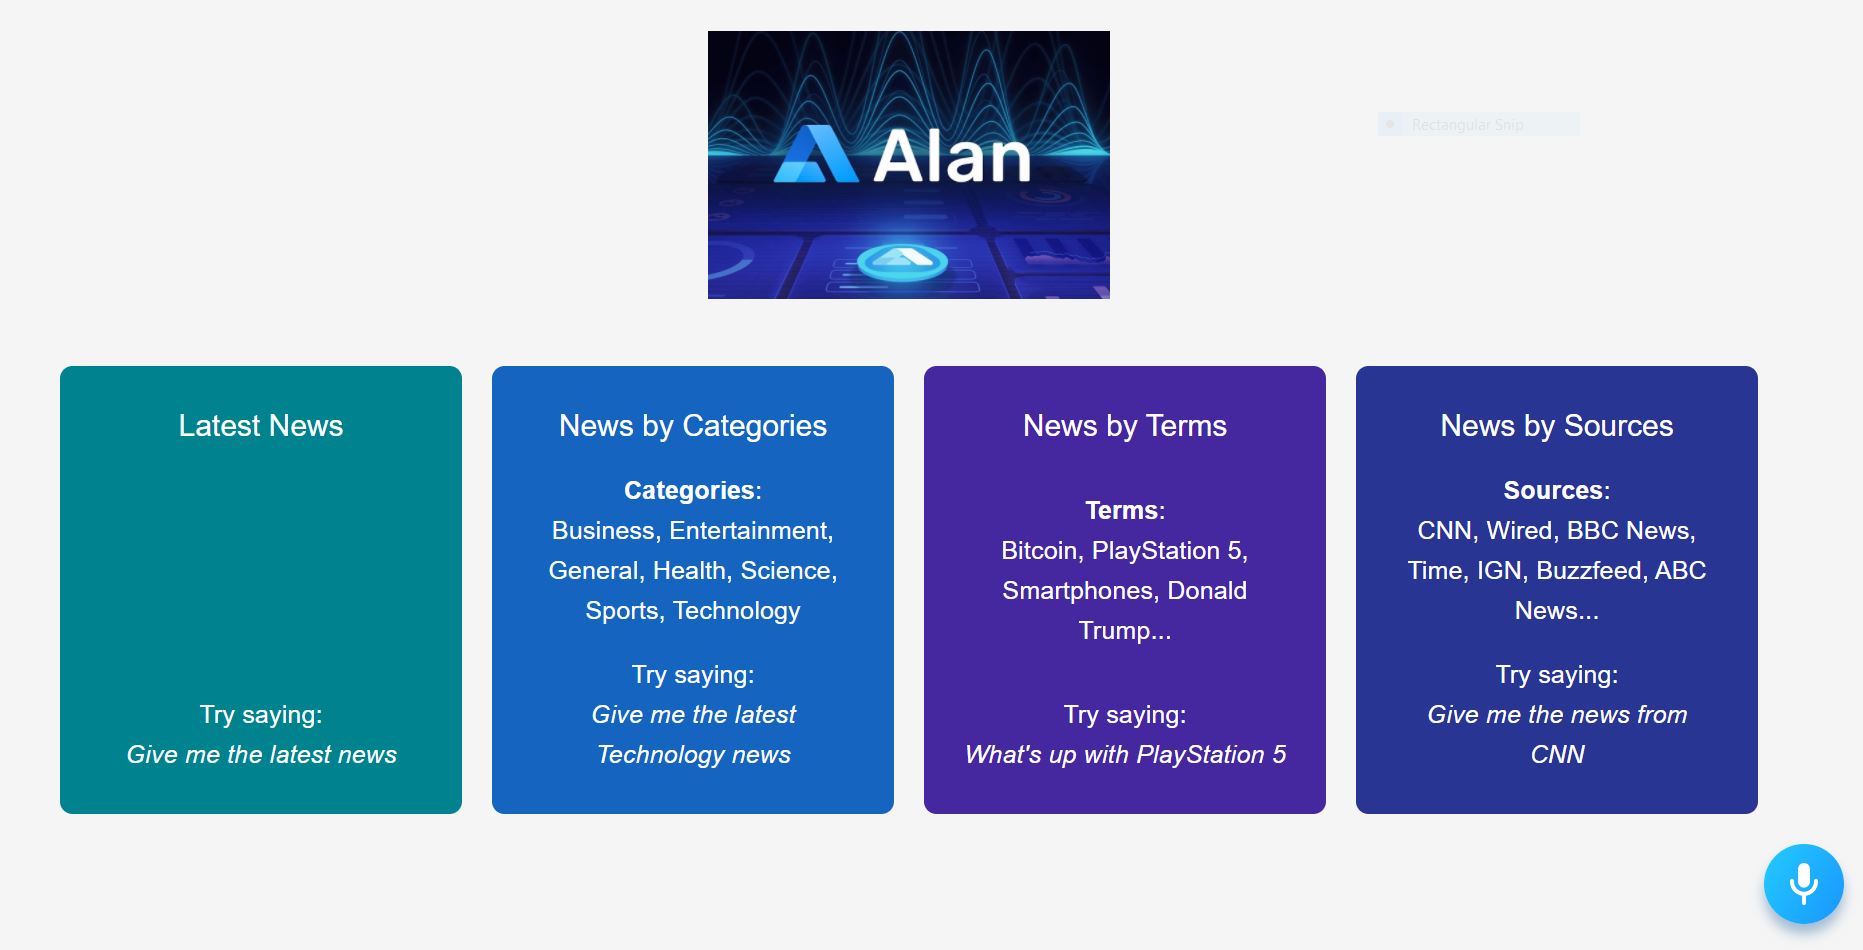 Alan
Rectangular Snip
Latest News
Try saying:
Give me the latest news
News by Categories
Categories:
Business, Entertainment,
General, Health, Science,
Sports, Technology
Try saying:
Give me the latest
Technology news
News by Terms
Terms:
Bitcoin, PlayStation 5,
Smartphones, Donald
Trump...
Try saying:
What's up with PlayStation 5
News by Sources
Sources:
CNN, Wired, BBC News,
Time, IGN, Buzzfeed, ABC
News...
Try saying:
Give me the news from
CNN